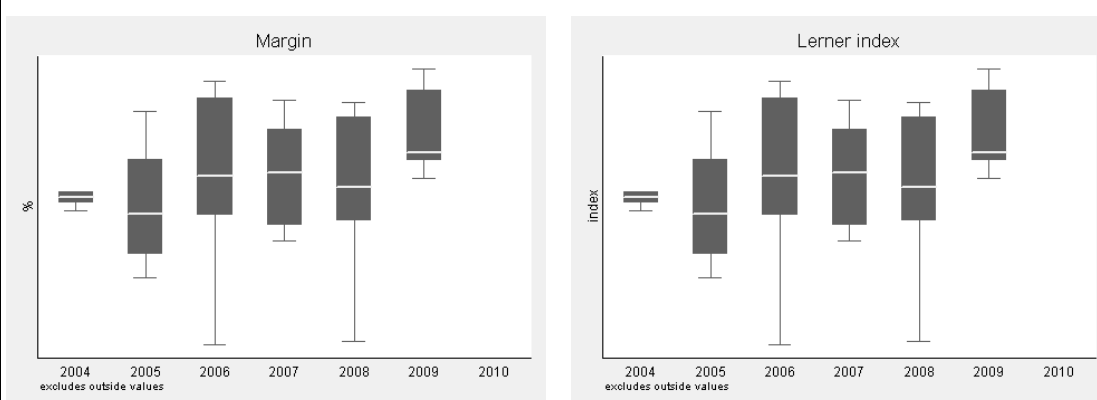 Margin
%
2004 2005 2006 2007 2008 2009 2010
excludes outside values
Lerner index
index
2004 2005 2006 2007 2008 2009 2010
excludes outside values